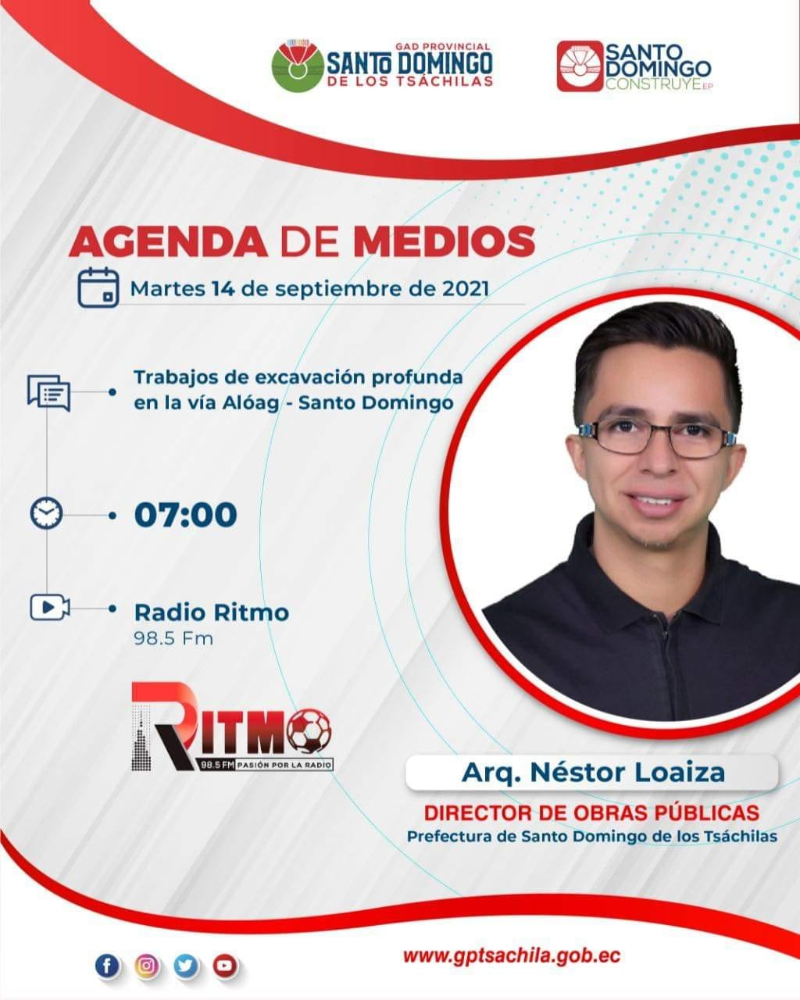 GAD PROVINCIAL
SANTO DOMINGO
DE LOS TSÁCHILAS
SANTO
DOMINGO
CONSTRUYE EP
AGENDA DE MEDIOS
Martes 14 de septiembre de 2021
Trabajos de excavación profunda
en la vía Alóag - Santo Domingo
07:00
Radio Ritmo
98.5 Fm
RITMO
98.5 FM PASIÓN POR LA RADIO
Arq. Néstor Loaiza
DIRECTOR DE OBRAS PÚBLICAS
Prefectura de Santo Domingo de los Tsáchilas
www.gptsachila.gob.ec